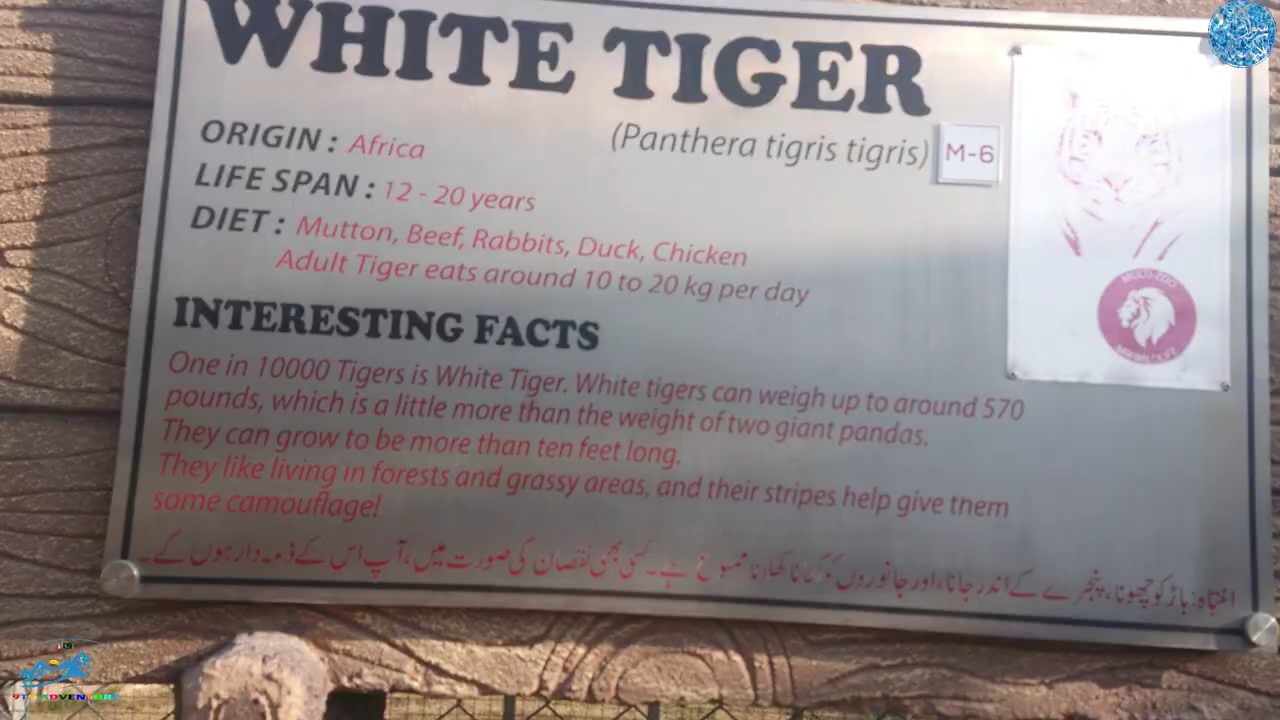 WHITE TIGER
(Panthera tigris tigris)
M-6
ORIGIN : Africa
LIFE SPAN : 12 - 20 years
DIET : Mutton, Beef, Rabbits, Duck, Chicken
Adult Tiger eats around 10 to 20 kg per day
INTERESTING FACTS
One in 10000 Tigers is White Tiger. White tigers can weigh up to around 570
pounds, which is a little more than the weight of two giant pandas.
They can grow to be more than ten feet long.
They like living in forests and grassy areas, and their stripes help give them
some camouflage!
انتباہ: باڑ کو چھونا، پنجرے کے اندر جانا، اور جانوروں کو کھانا ممنوع ہے۔ کسی بھی نقصان کی صورت میں، آپ اس کے ذمہ دار ہوں گے۔